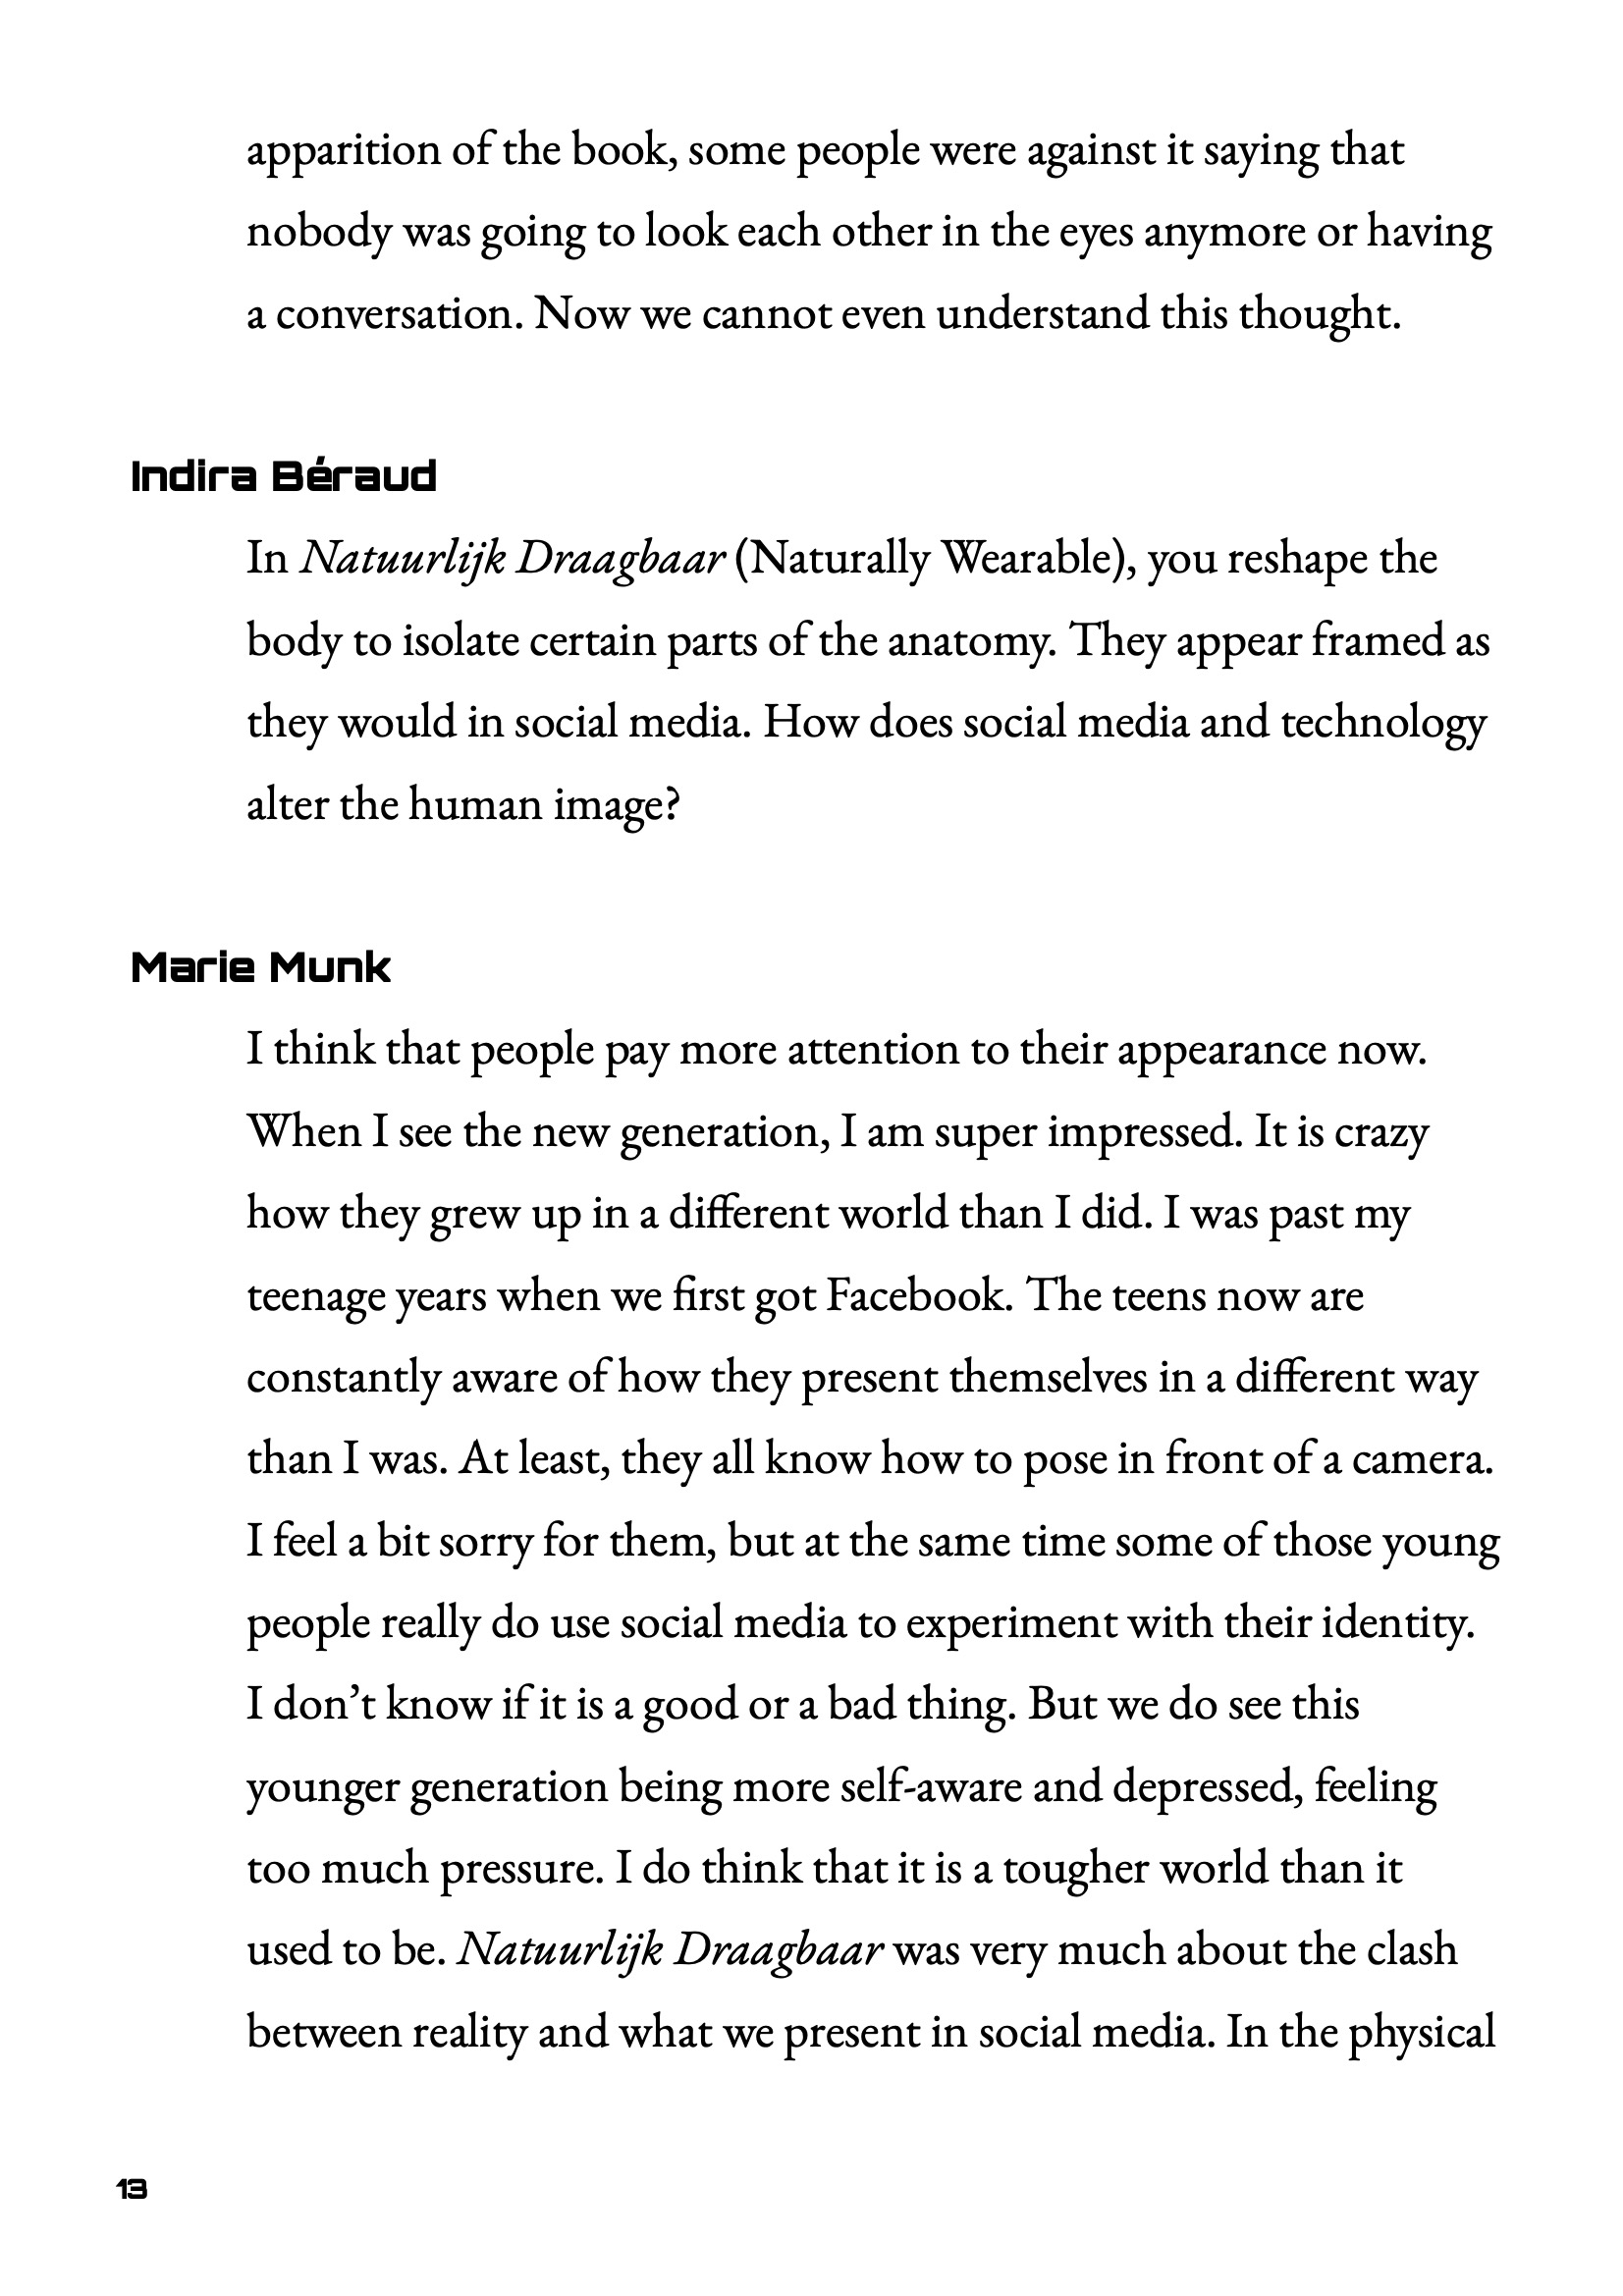 apparition of the book, some people were against it saying that
nobody was going to look each other in the eyes anymore or having
a conversation. Now we cannot even understand this thought.
Indira Béraud
In Natuurlijk Draagbaar (Naturally Wearable), you reshape the
body to isolate certain parts of the anatomy. They appear framed as
they would in social media. How does social media and technology
alter the human image?
Marie Munk
I think that people pay more attention to their appearance now.
When I see the new generation, I am super impressed. It is crazy
how they grew up in a different world than I did. I was past my
teenage years when we first got Facebook. The teens now are
constantly aware of how they present themselves in a different way
than I was. At least, they all know how to pose in front of a camera.
I feel a bit sorry for them, but at the same time some of those young
people really do use social media to experiment with their identity.
I don’t know if it is a good or a bad thing. But we do see this
younger generation being more self-aware and depressed, feeling
too much pressure. I do think that it is a tougher world than it
used to be. Natuurlijk Draagbaar was very much about the clash
between reality and what we present in social media. In the physical
13